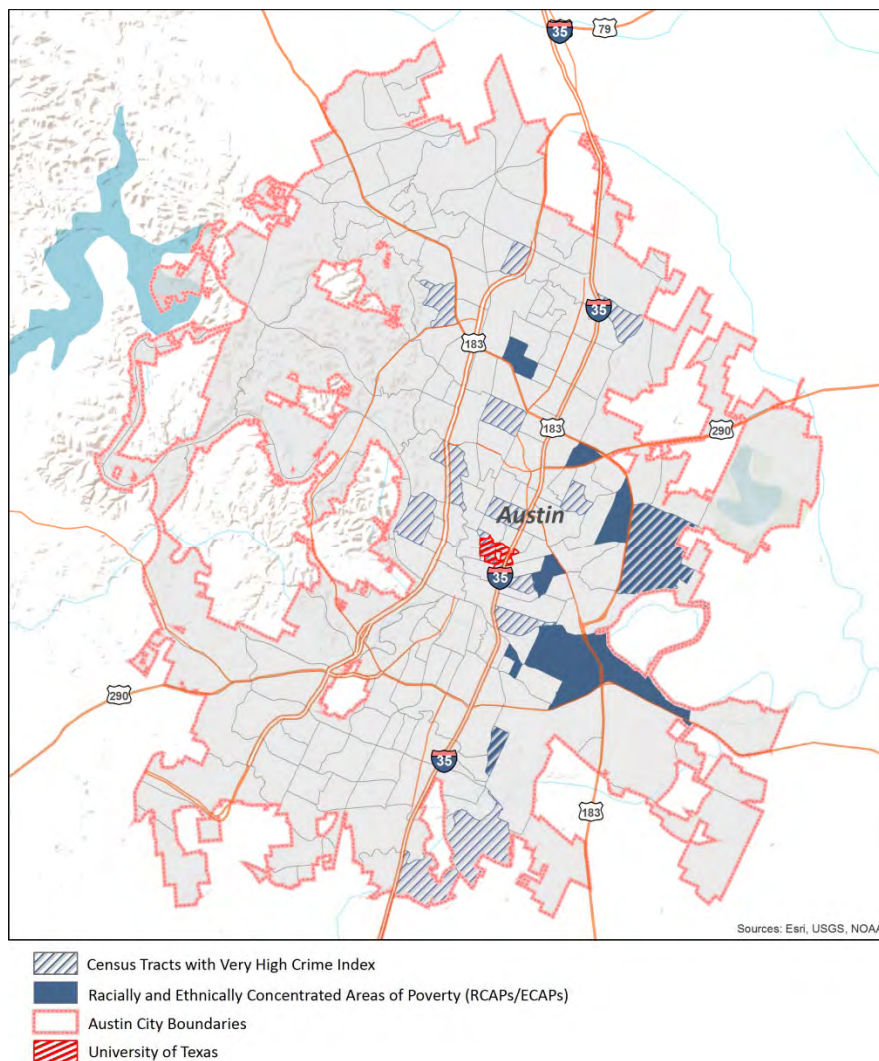 35
79
183
35
183
290
Austin
35
290
35
183
Sources: Esri, USGS, NOAA
Census Tracts with Very High Crime Index
Racially and Ethnically Concentrated Areas of Poverty (RCAPs/ECAPs)
Austin City Boundaries
University of Texas